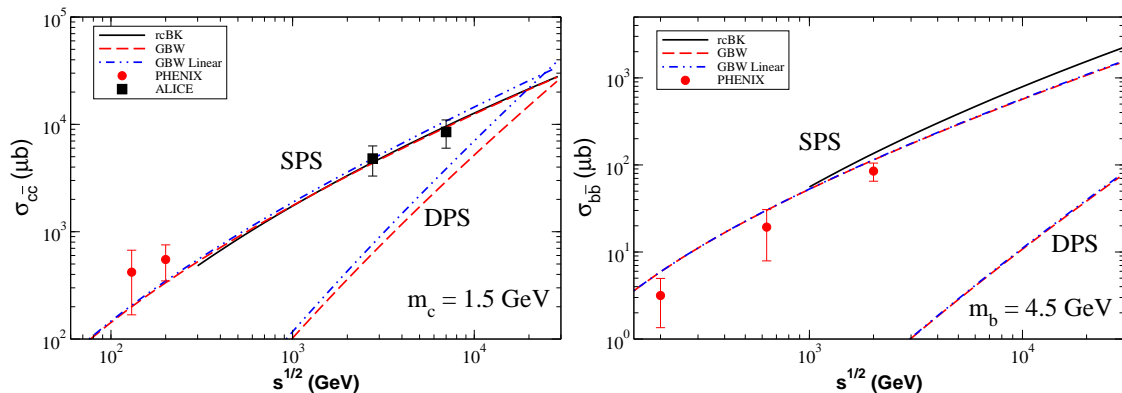 rcBK
GBW
GBW Linear
PHENIX
ALICE
10^5
10^4
10^3
10^2
σ_cc̄ (μb)
SPS
DPS
m_c = 1.5 GeV
10^2
10^3
10^4
s^1/2 (GeV)
rcBK
GBW
GBW Linear
PHENIX
10^3
10^2
10^1
10^0
σ_bb̄ (μb)
SPS
DPS
m_b = 4.5 GeV
10^3
10^4
s^1/2 (GeV)